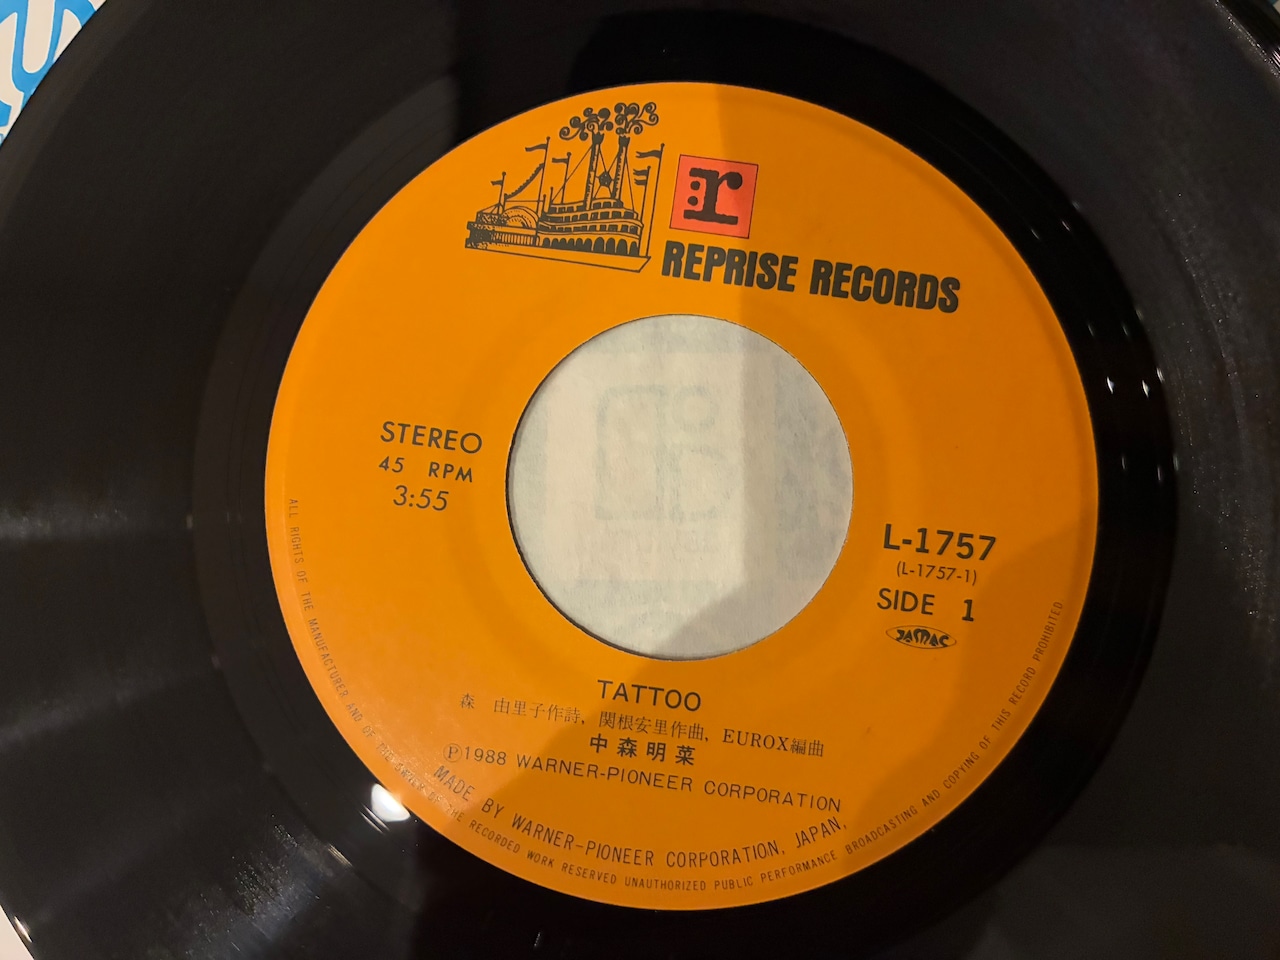 r
REPRISE RECORDS
STEREO
45 RPM
3:55
L-1757
(L-1757-1)
SIDE 1
JAMAC
TATTOO
森 由里子作詩, 関根安里作曲, EUROX編曲
中森明菜
Ⓟ1988 WARNER-PIONEER CORPORATION
MADE BY WARNER-PIONEER CORPORATION, JAPAN,
ALL RIGHTS OF THE MANUFACTURER AND OF THE OWNER OF THE RECORDED WORK RESERVED UNAUTHORIZED PUBLIC PERFORMANCE BROADCASTING AND COPYING OF THIS RECORD PROHIBITED